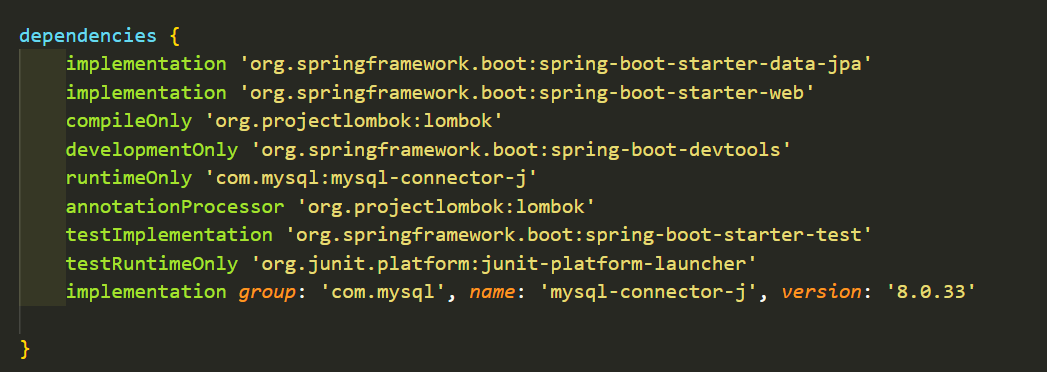 dependencies {
    implementation 'org.springframework.boot:spring-boot-starter-data-jpa'
    implementation 'org.springframework.boot:spring-boot-starter-web'
    compileOnly 'org.projectlombok:lombok'
    developmentOnly 'org.springframework.boot:spring-boot-devtools'
    runtimeOnly 'com.mysql:mysql-connector-j'
    annotationProcessor 'org.projectlombok:lombok'
    testImplementation 'org.springframework.boot:spring-boot-starter-test'
    testRuntimeOnly 'org.junit.platform:junit-platform-launcher'
    implementation group: 'com.mysql', name: 'mysql-connector-j', version: '8.0.33'
}